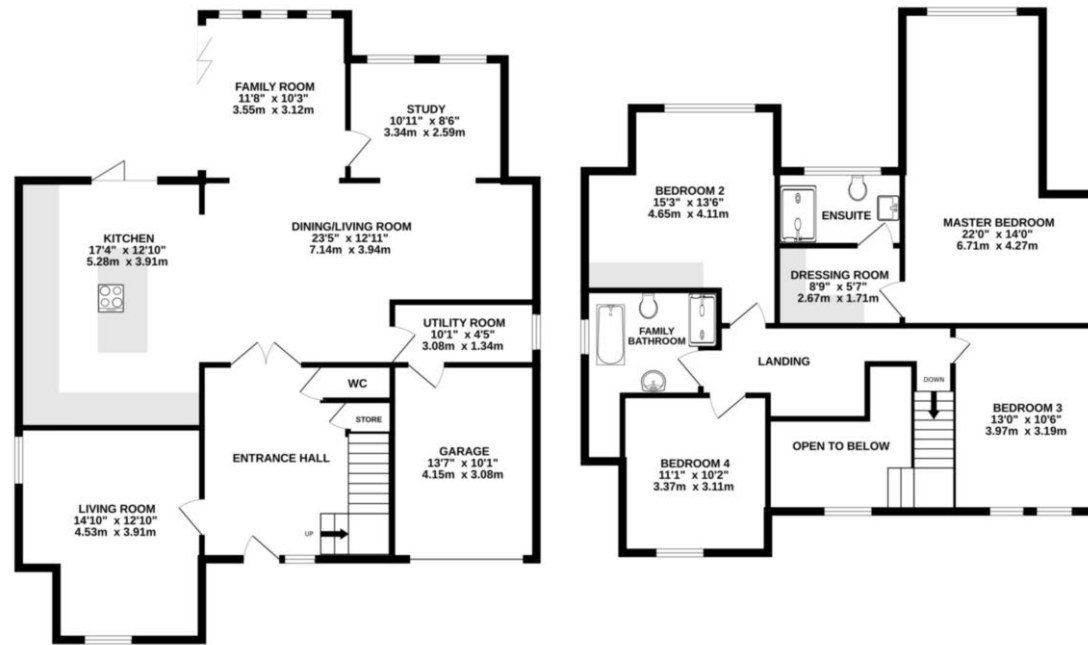 FAMILY ROOM
11'8" x 10'3"
3.55m x 3.12m
STUDY
10'11" x 8'6"
3.34m x 2.59m
KITCHEN
17'4" x 12'10"
5.28m x 3.91m
DINING/LIVING ROOM
23'5" x 12'11"
7.14m x 3.94m
UTILITY ROOM
10'1" x 4'5"
3.08m x 1.34m
WC
STORE
ENTRANCE HALL
GARAGE
13'7" x 10'1"
4.15m x 3.08m
LIVING ROOM
14'10" x 12'10"
4.53m x 3.91m
UP
BEDROOM 2
15'3" x 13'6"
4.65m x 4.11m
ENSUITE
MASTER BEDROOM
22'0" x 14'0"
6.71m x 4.27m
DRESSING ROOM
8'9" x 5'7"
2.67m x 1.71m
FAMILY
BATHROOM
LANDING
DOWN
BEDROOM 3
13'0" x 10'6"
3.97m x 3.19m
OPEN TO BELOW
BEDROOM 4
11'1" x 10'2"
3.37m x 3.11m